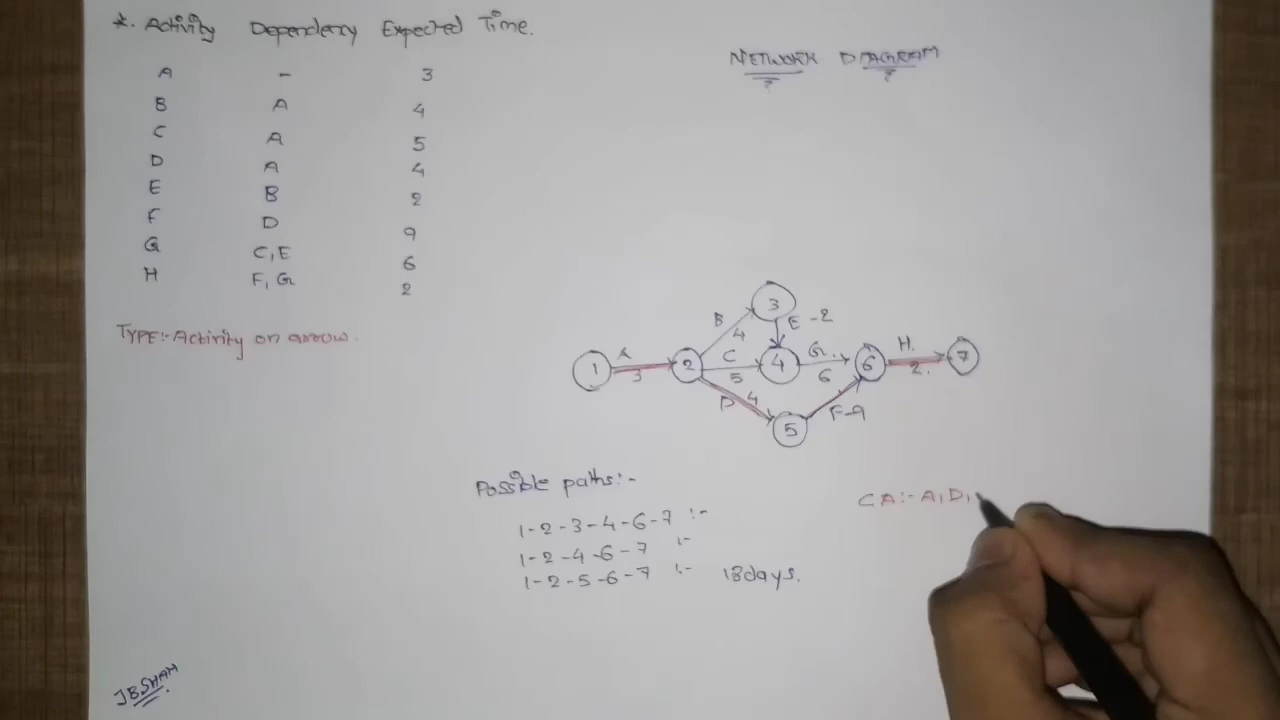 *. Activity Dependency Expected Time.
A - 3
B A 4
C A 5
D A 4
E B 2
F D 9
G C,E 6
H F, G 2
TYPE:- Activity on arrow.
NETWORK DIAGRAM
3
B 4 E - 2
1 A 3 2 C 5 4 G. 6 6 H. 2. 7
D 4 F-9
5
Possible paths:-
1-2-3-4-6-7 :-
1-2-4-6-7 :-
1-2-5-6-7 :- 18days.
CA:- A, D,
JBSHAM